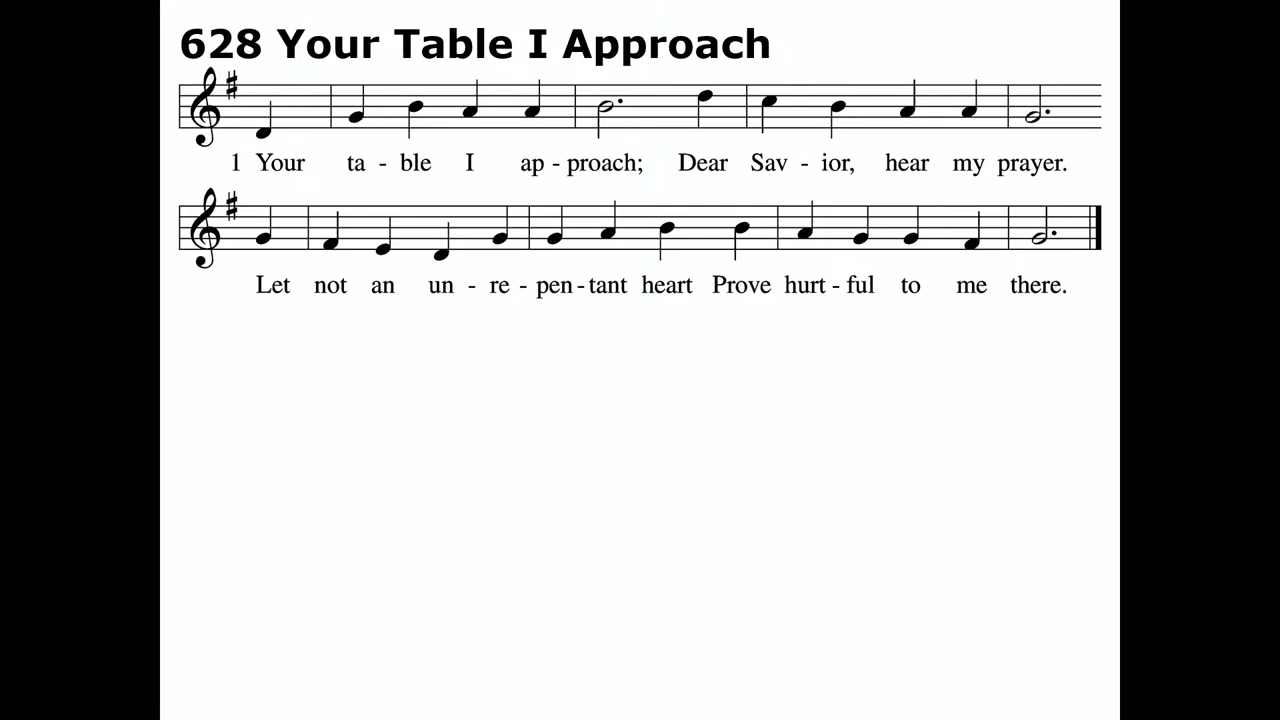 628 Your Table I Approach
1 Your ta - ble I ap - proach; Dear Sav - ior, hear my prayer.
Let not an un - re - pen - tant heart Prove hurt - ful to me there.